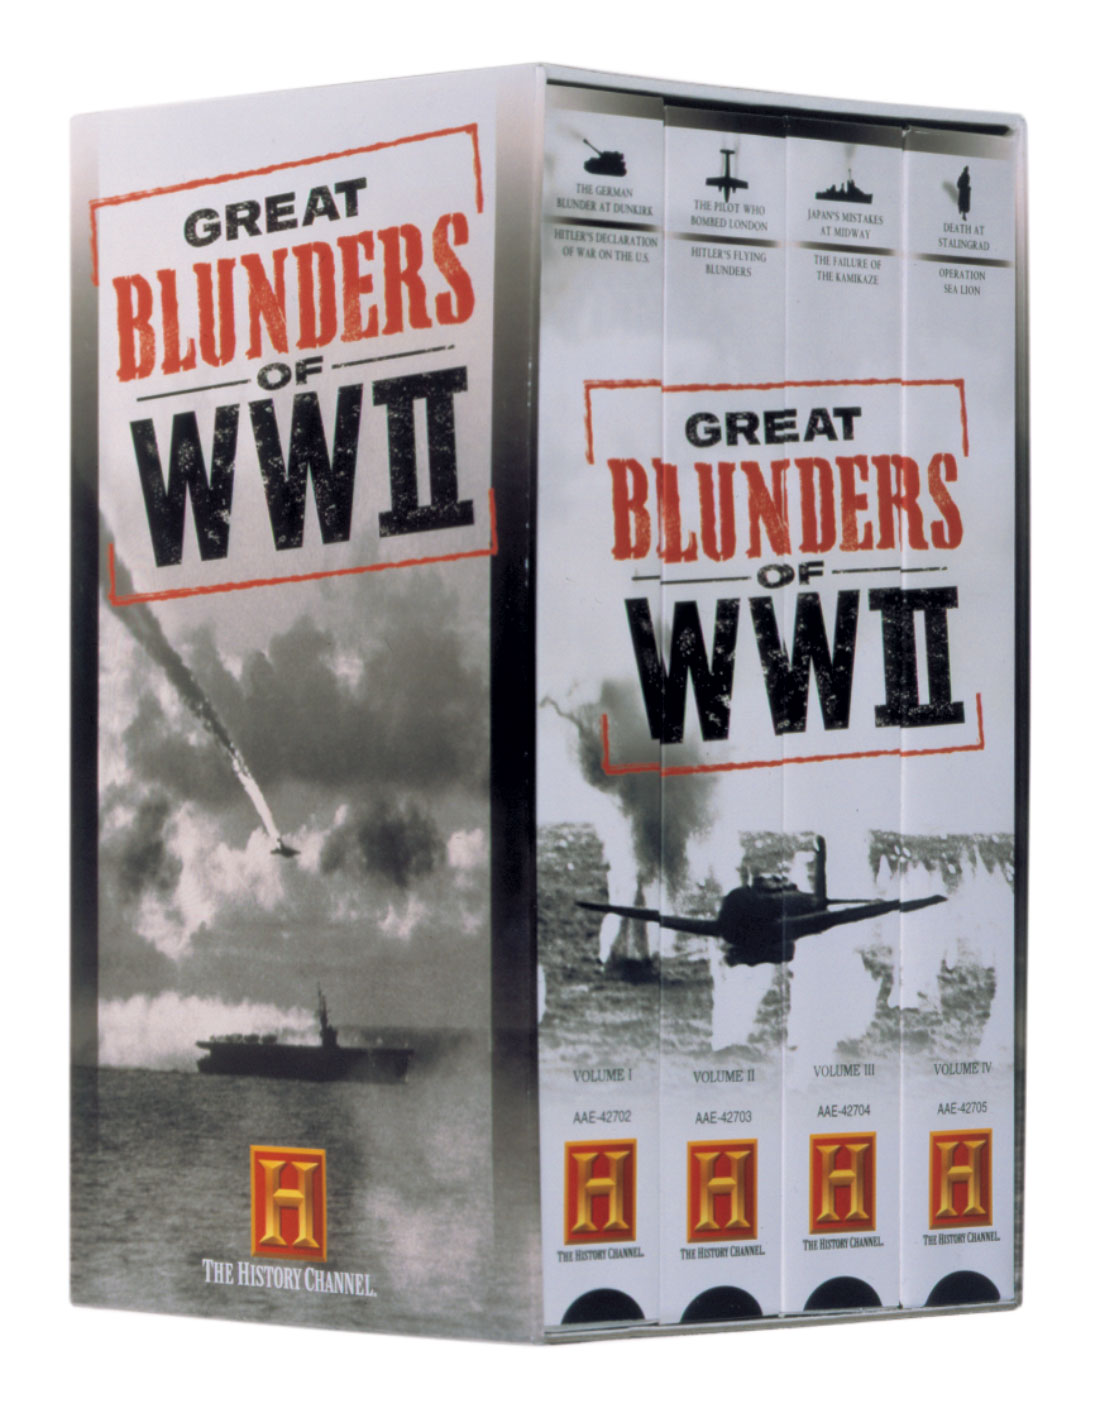 GREAT
BLUNDERS
OF
WWII
H
THE HISTORY CHANNEL.
THE GERMAN
BLUNDER AT DUNKIRK
HITLER'S DECLARATION
OF WAR ON THE U.S.
THE PILOT WHO
BOMBED LONDON
HITLER'S FLYING
BLUNDERS
JAPAN'S MISTAKES
AT MIDWAY
THE FAILURE OF
THE KAMIKAZE
DEATH AT
STALINGRAD
OPERATION
SEA LION
GREAT
BLUNDERS
OF
WWII
VOLUME I
AAE-42702
H
THE HISTORY CHANNEL.
VOLUME II
AAE-42703
H
THE HISTORY CHANNEL.
VOLUME III
AAE-42704
H
THE HISTORY CHANNEL.
VOLUME IV
AAE-42705
H
THE HISTORY CHANNEL.